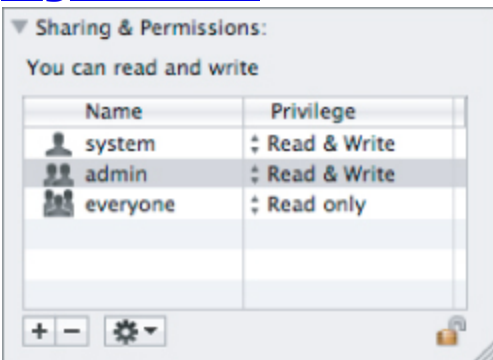 Sharing & Permissions:
You can read and write
Name Privilege
system Read & Write
admin Read & Write
everyone Read only